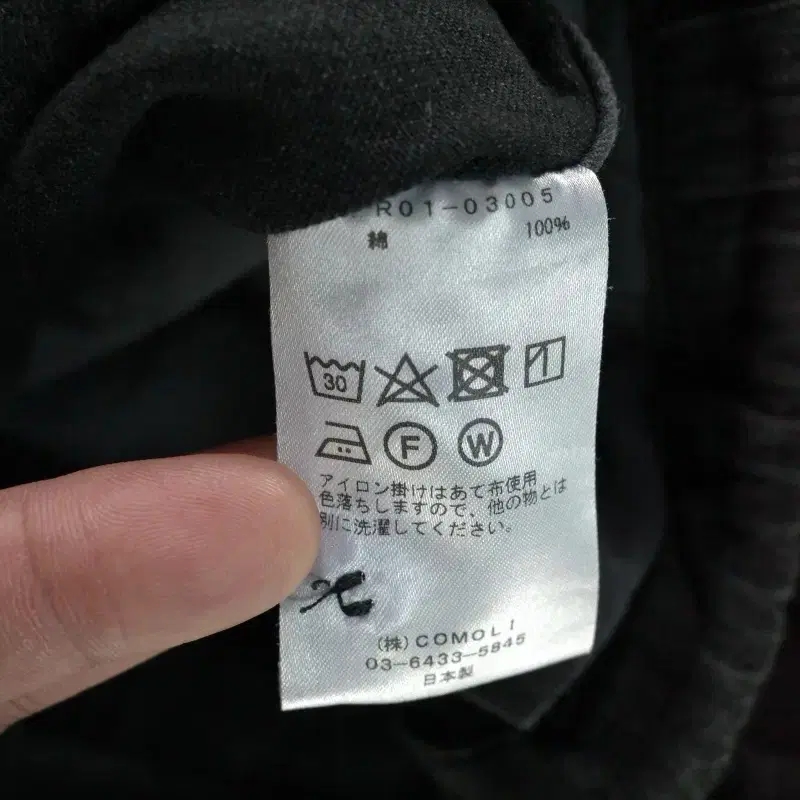 R01-03005
綿 100%
30
F W
アイロン掛けはあて布使用
色落ちしますので、他の物とは
別に洗濯してください。
(株)COMOLI
03-6433-5845
日本製